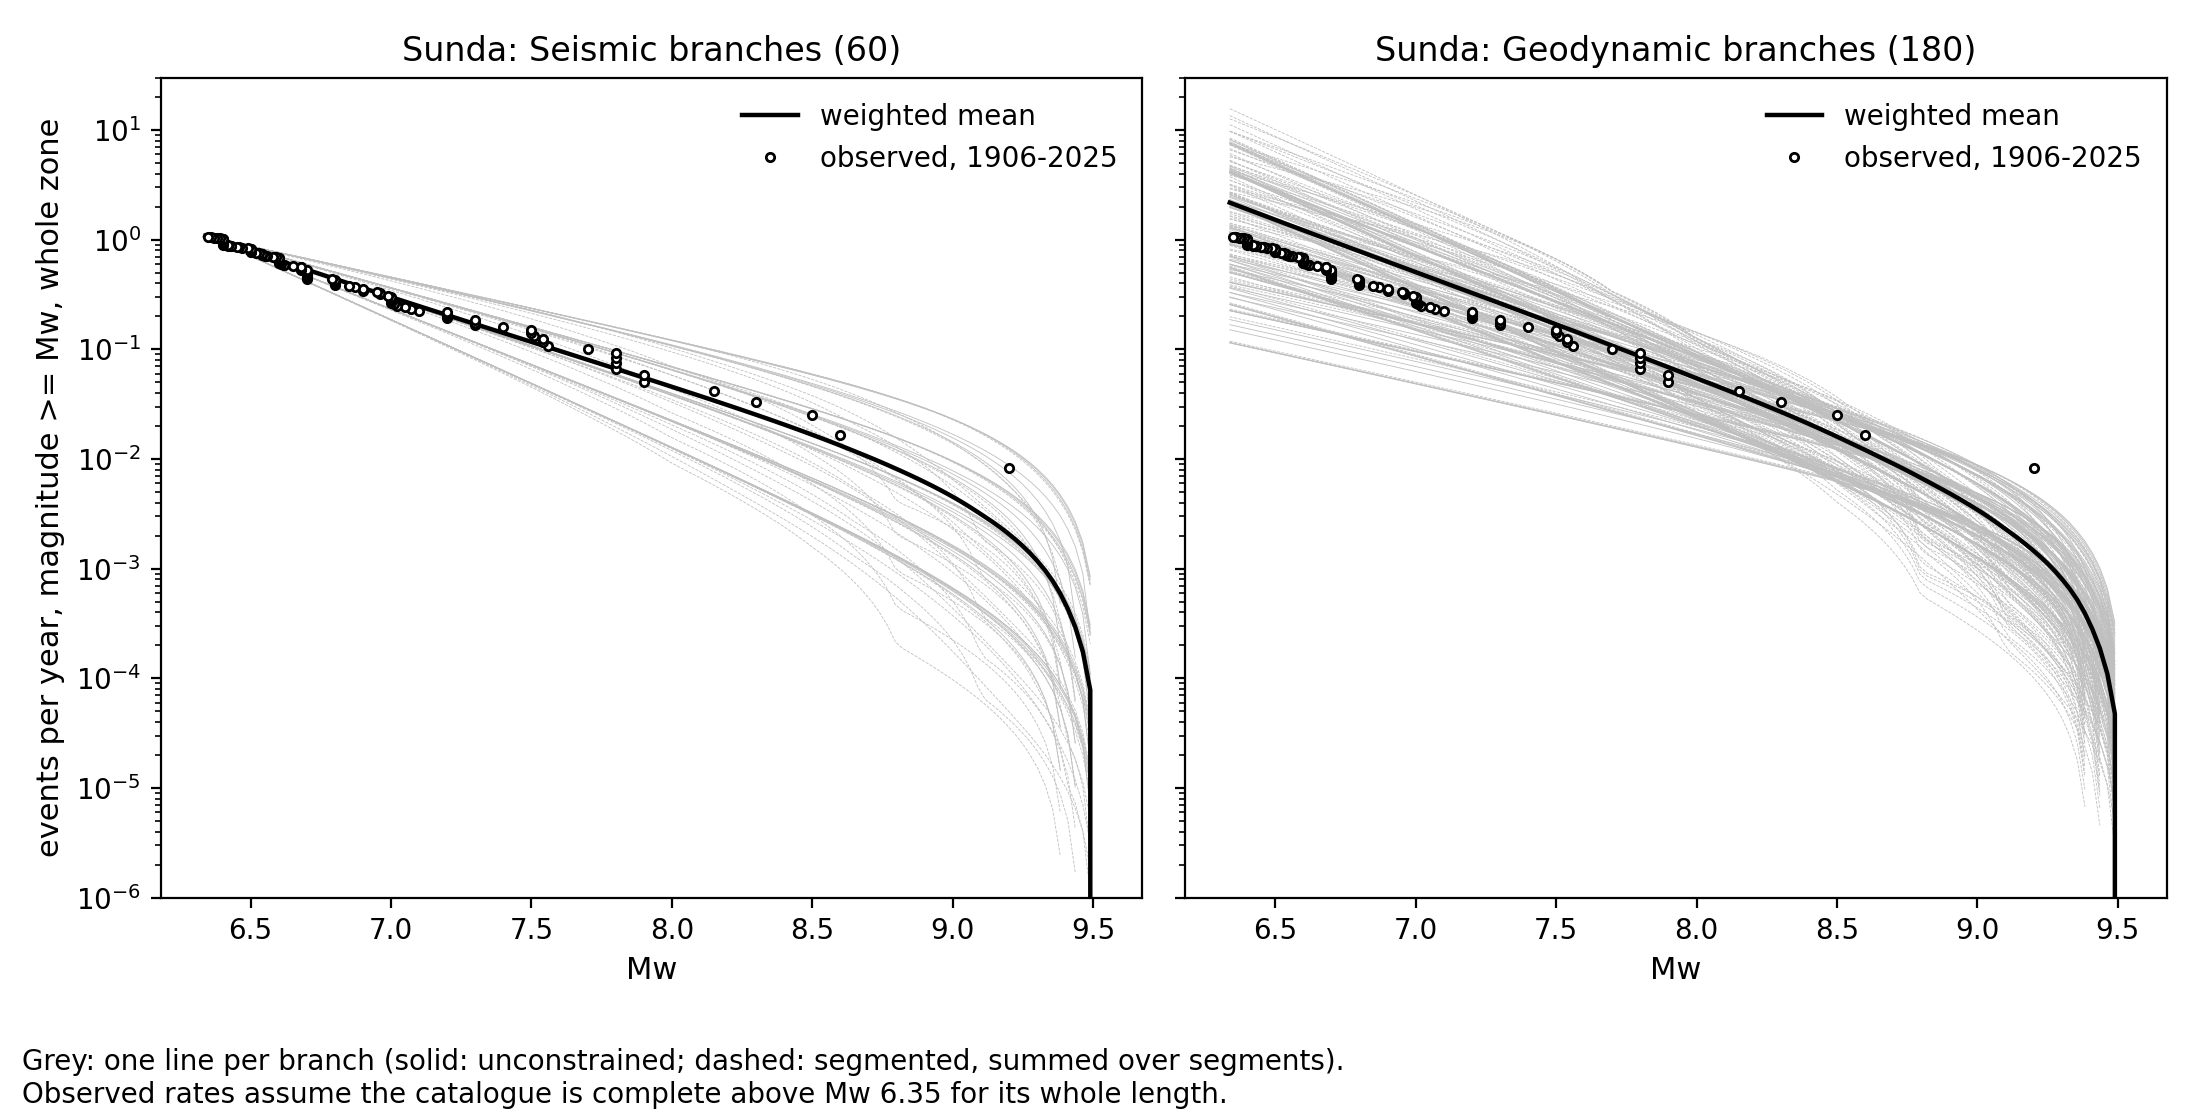 Sunda: Seismic branches (60)
Sunda: Geodynamic branches (180)
weighted mean
observed, 1906-2025
weighted mean
observed, 1906-2025
events per year, magnitude >= Mw, whole zone
10¹
10⁰
10⁻¹
10⁻²
10⁻³
10⁻⁴
10⁻⁵
10⁻⁶
6.5 7.0 7.5 8.0 8.5 9.0 9.5
6.5 7.0 7.5 8.0 8.5 9.0 9.5
Mw
Mw
Grey: one line per branch (solid: unconstrained; dashed: segmented, summed over segments).
Observed rates assume the catalogue is complete above Mw 6.35 for its whole length.